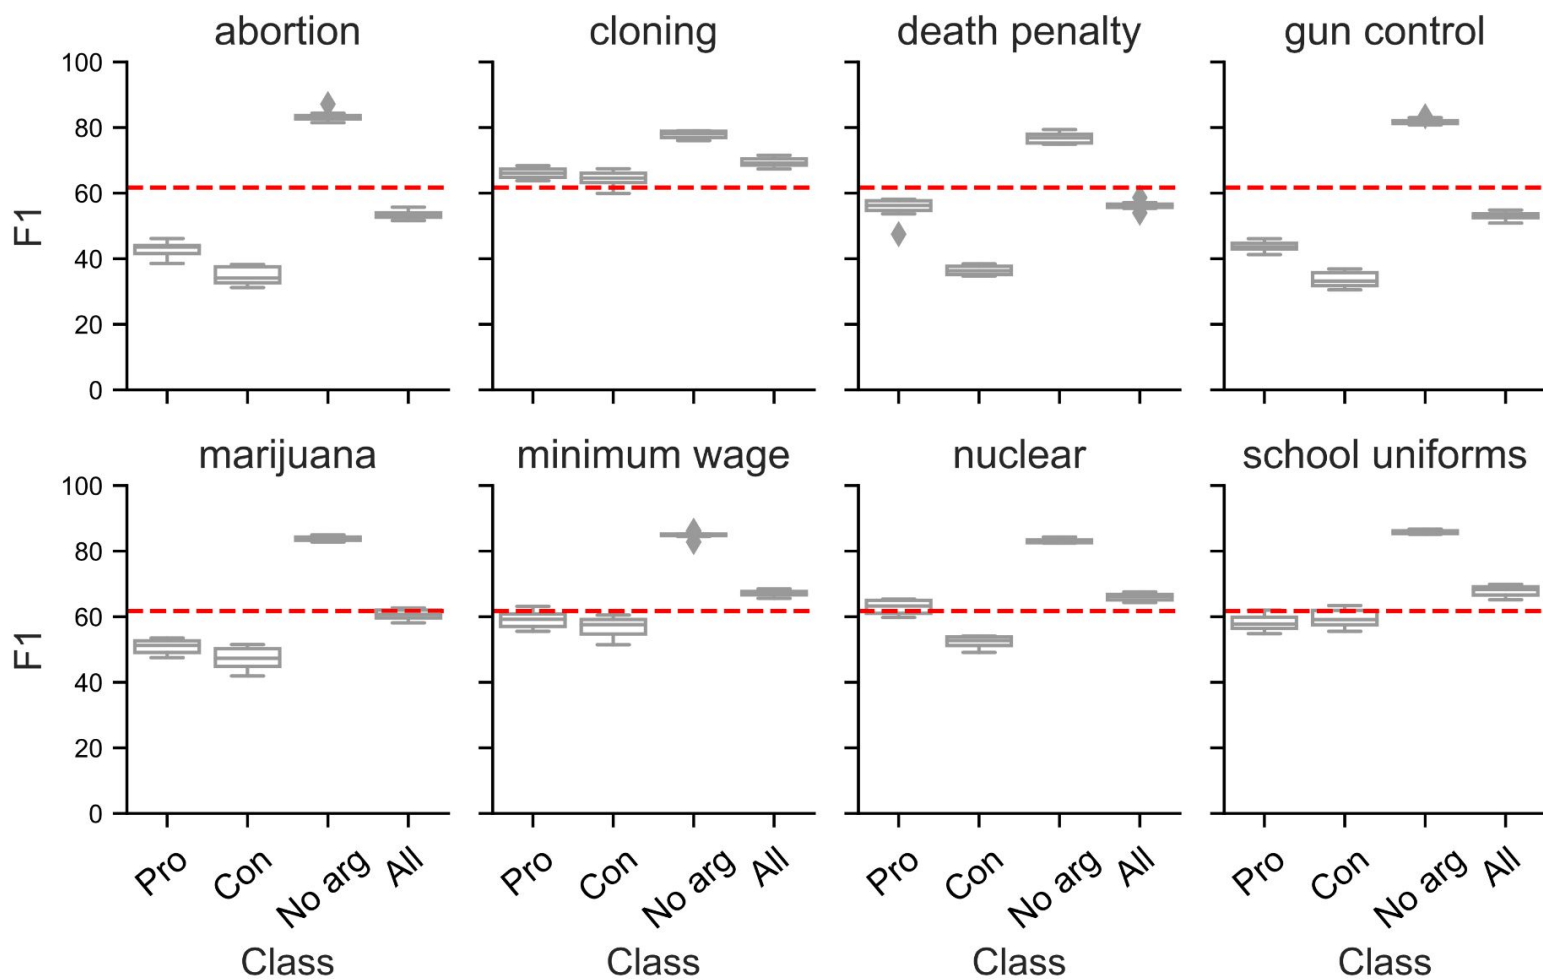 abortion cloning death penalty gun control
100
80
60
40
20
0
F1
marijuana minimum wage nuclear school uniforms
100
80
60
40
20
0
F1
Pro Con No arg All Pro Con No arg All Pro Con No arg All Pro Con No arg All
Class Class Class Class